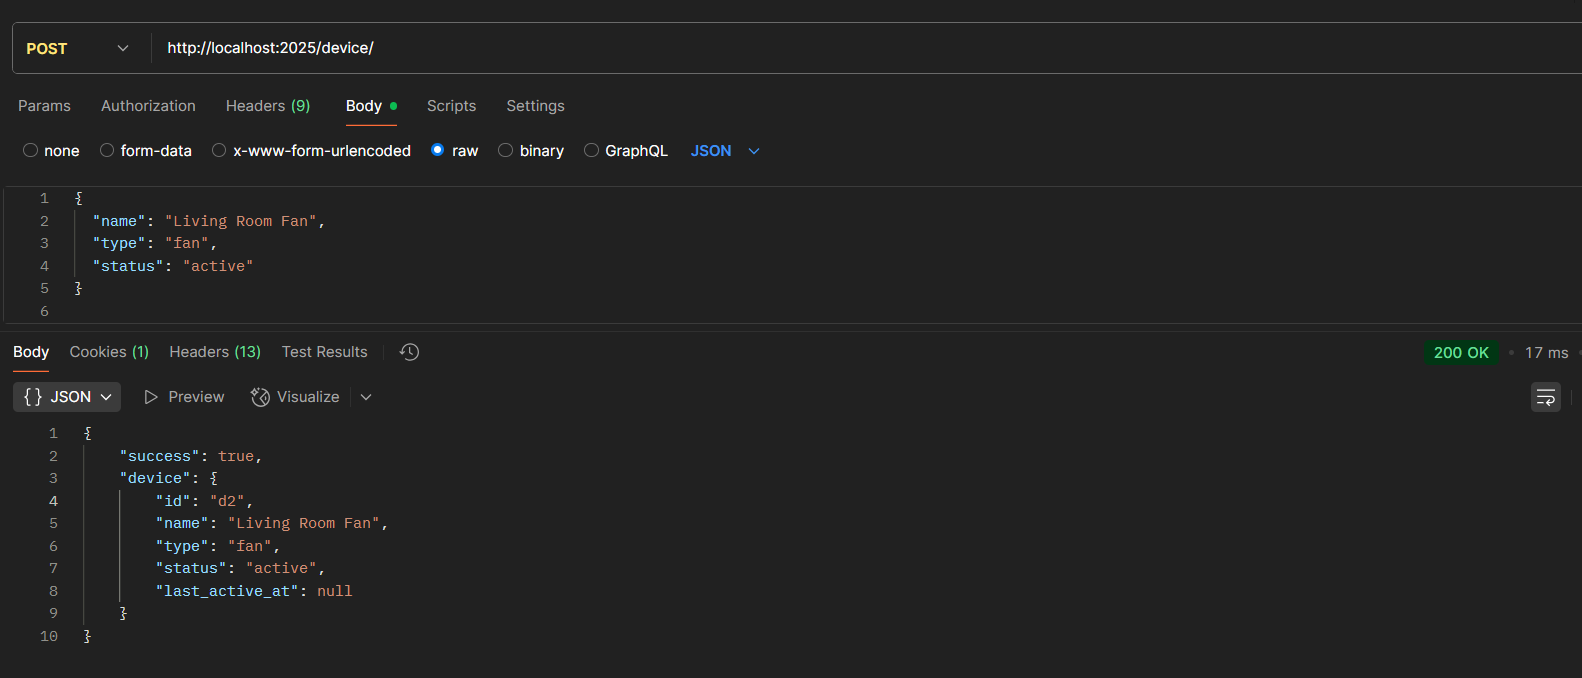 POST http://localhost:2025/device/
Params Authorization Headers (9) Body Scripts Settings
none form-data x-www-form-urlencoded raw binary GraphQL JSON
1 {
2 "name": "Living Room Fan",
3 "type": "fan",
4 "status": "active"
5 }
6
Body Cookies (1) Headers (13) Test Results 200 OK • 17 ms
{} JSON Preview Visualize
1 {
2 "success": true,
3 "device": {
4 "id": "d2",
5 "name": "Living Room Fan",
6 "type": "fan",
7 "status": "active",
8 "last_active_at": null
9 }
10 }